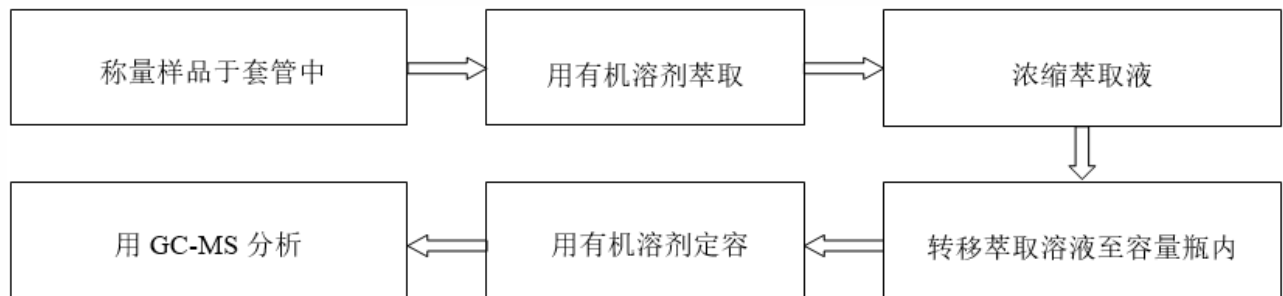 称量样品于套管中
用有机溶剂萃取
浓缩萃取液
转移萃取溶液至容量瓶内
用有机溶剂定容
用 GC-MS 分析